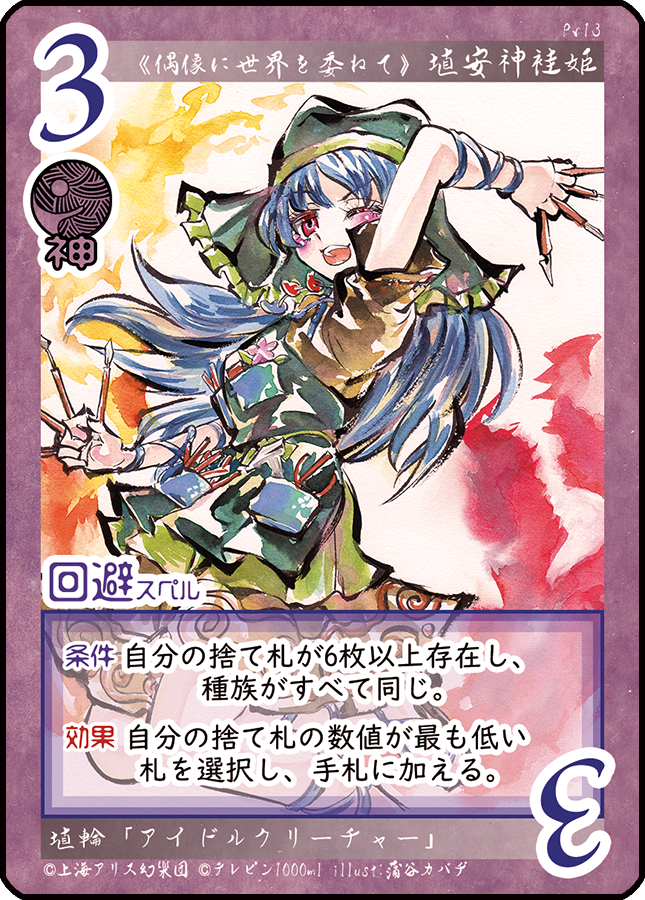 Pr13
3
《偶像に世界を委ねて》 埴安神袿姫
神
回避スペル
条件 自分の捨て札が6枚以上存在し、
種族がすべて同じ。
効果 自分の捨て札の数値が最も低い
札を選択し、手札に加える。
3
埴輪「アイドルクリーチャー」
©上海アリス幻樂団 ©テレピン1000ml illust:蒲谷カバヂ